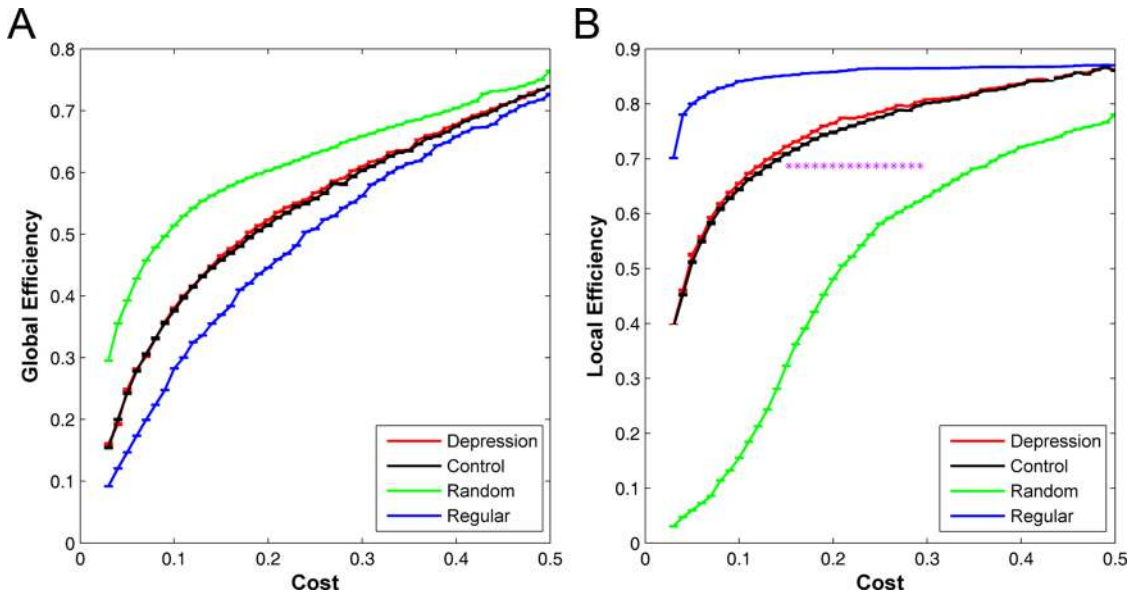 A
B
0.8
0.7
0.6
0.5
0.4
0.3
0.2
0.1
0
Global Efficiency
0
0.1
0.2
0.3
0.4
0.5
Cost
Depression
Control
Random
Regular
0.9
0.8
0.7
0.6
0.5
0.4
0.3
0.2
0.1
0
Local Efficiency
****************
0
0.1
0.2
0.3
0.4
0.5
Cost
Depression
Control
Random
Regular